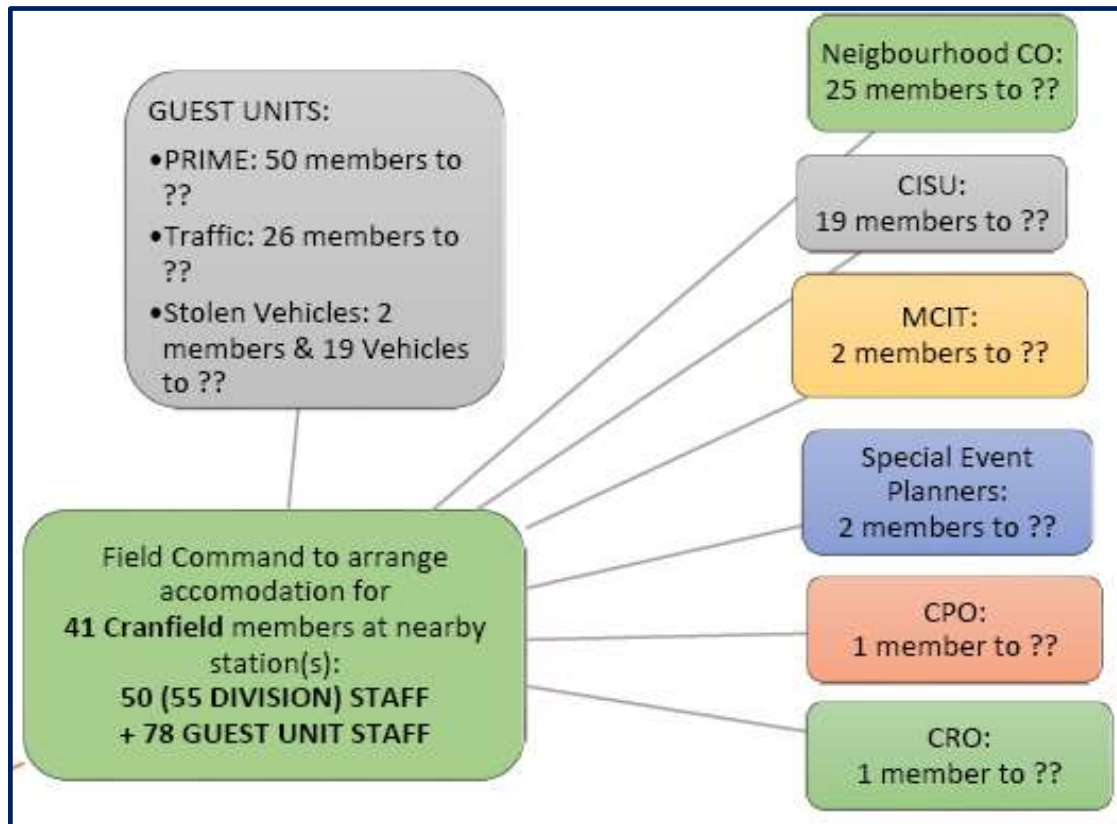 GUEST UNITS:
•PRIME: 50 members to
??
•Traffic: 26 members to
??
•Stolen Vehicles: 2
members & 19 Vehicles
to ??
Neigbourhood CO:
25 members to ??
CISU:
19 members to ??
MCIT:
2 members to ??
Special Event
Planners:
2 members to ??
CPO:
1 member to ??
CRO:
1 member to ??
Field Command to arrange
accomodation for
41 Cranfield members at nearby
station(s):
50 (55 DIVISION) STAFF
+ 78 GUEST UNIT STAFF